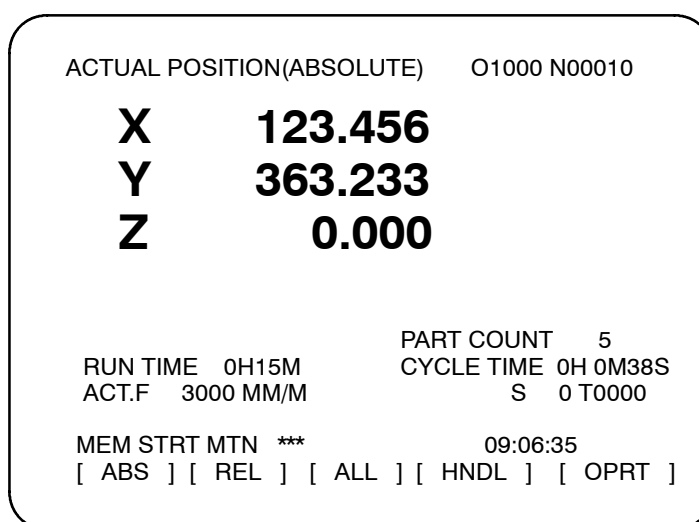 ACTUAL POSITION(ABSOLUTE) O1000 N00010
X 123.456
Y 363.233
Z 0.000
PART COUNT 5
RUN TIME 0H15M CYCLE TIME 0H 0M38S
ACT.F 3000 MM/M S 0 T0000
MEM STRT MTN *** 09:06:35
[ ABS ] [ REL ] [ ALL ] [ HNDL ] [ OPRT ]